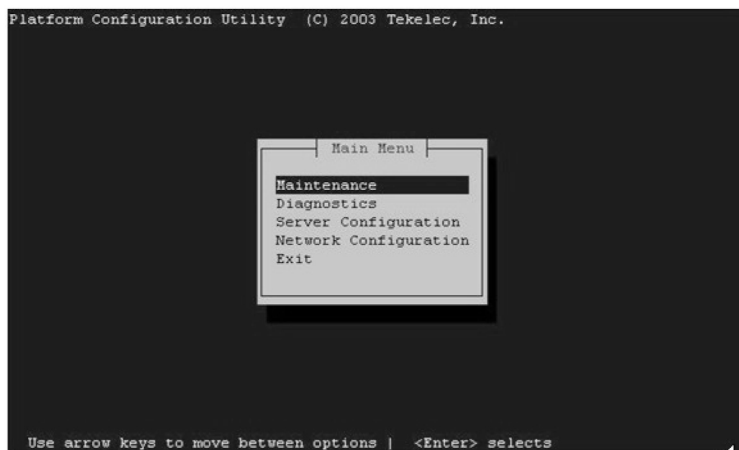 Platform Configuration Utility (C) 2003 Tekelec, Inc.
Main Menu
Maintenance
Diagnostics
Server Configuration
Network Configuration
Exit
Use arrow keys to move between options | <Enter> selects